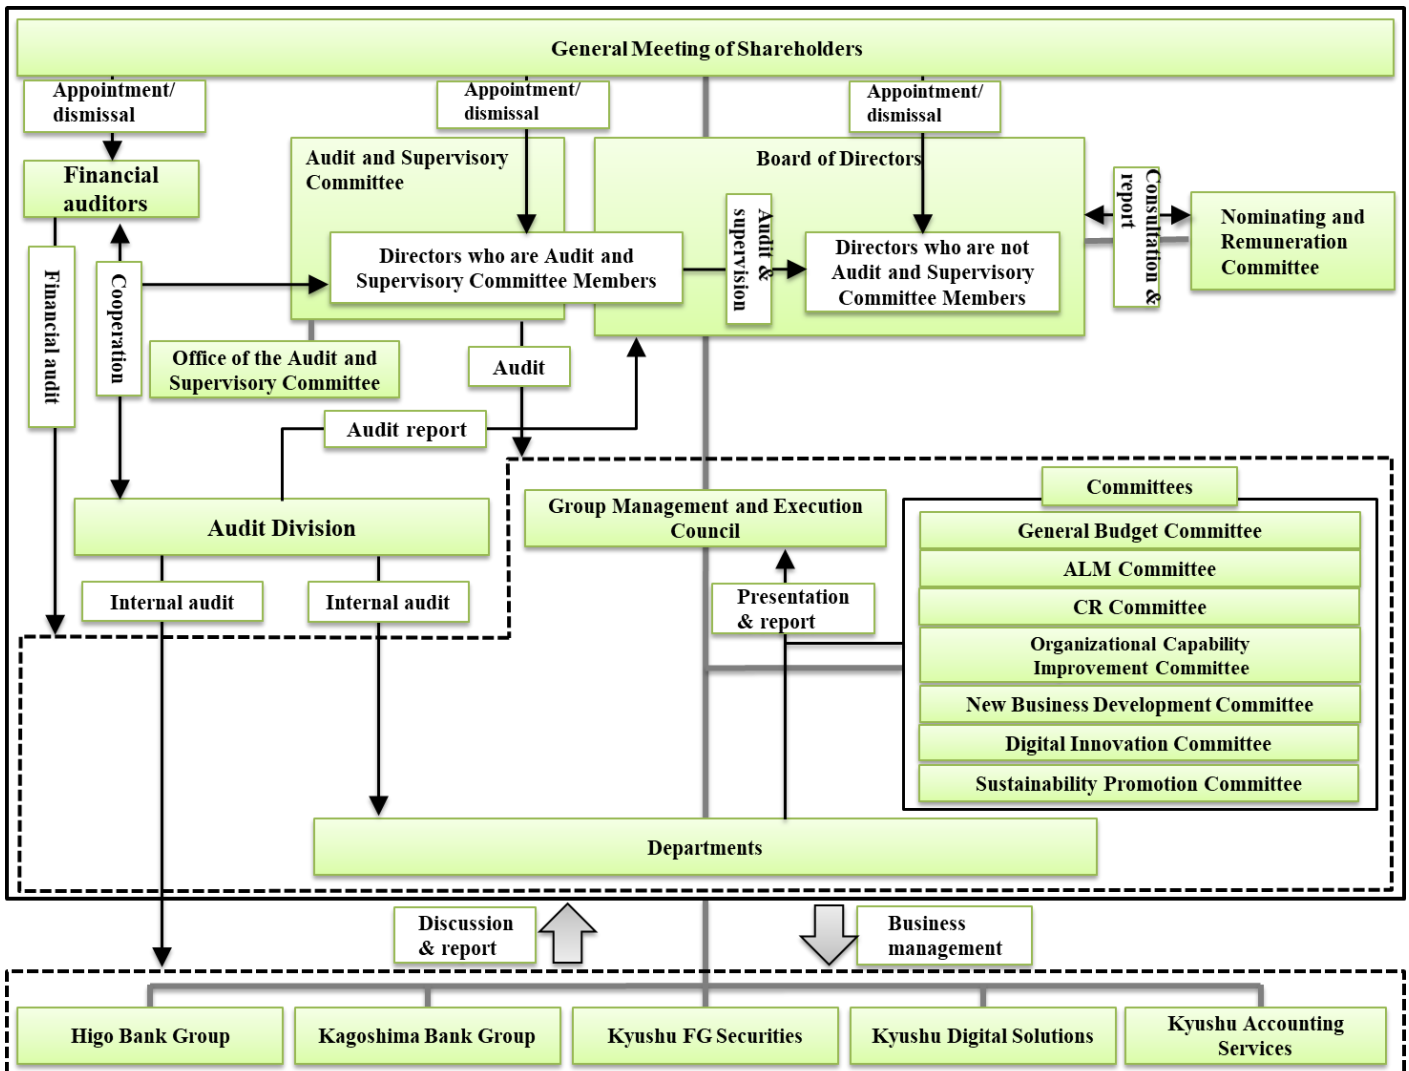 General Meeting of Shareholders
Appointment/
dismissal
Appointment/
dismissal
Appointment/
dismissal
Financial
auditors
Audit and Supervisory
Committee
Board of Directors
Directors who are Audit and
Supervisory Committee Members
Audit &
supervision
Directors who are not
Audit and Supervisory
Committee Members
Consultation &
report
Nominating and
Remuneration
Committee
Financial audit
Cooperation
Office of the Audit and
Supervisory Committee
Audit
Audit report
Audit Division
Internal audit
Internal audit
Group Management and Execution
Council
Presentation
& report
Committees
General Budget Committee
ALM Committee
CR Committee
Organizational Capability
Improvement Committee
New Business Development Committee
Digital Innovation Committee
Sustainability Promotion Committee
Departments
Discussion
& report
Business
management
Higo Bank Group
Kagoshima Bank Group
Kyushu FG Securities
Kyushu Digital Solutions
Kyushu Accounting
Services